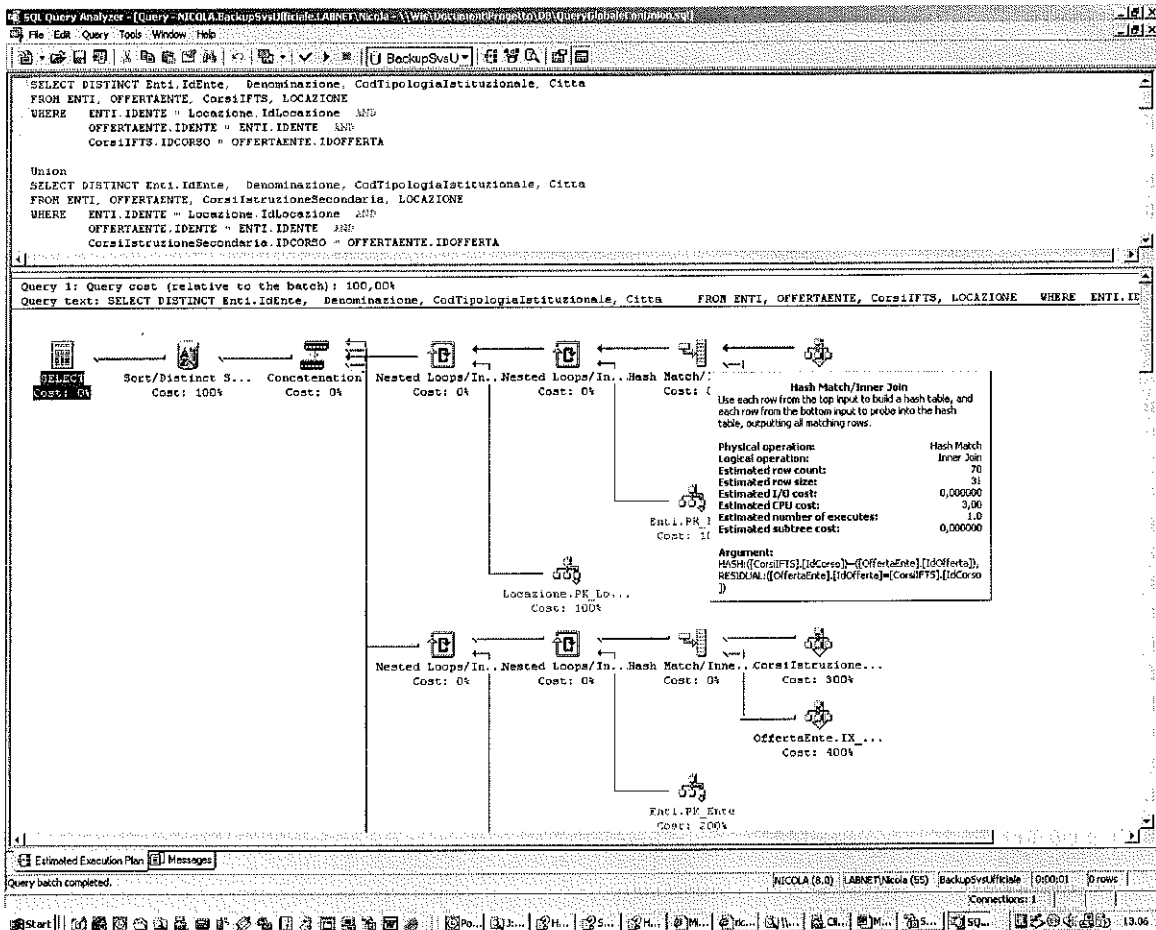 SQL Query Analyzer - [Query - NICOLA.BackupSvsUfficiale.LABNET\Nicola - \\Wie\Documenti\Progetto\DB\QueryGlobaleConUnion.sql]
File Edit Query Tools Window Help
BackupSvsU
SELECT DISTINCT Enti.IdEnte, Denominazione, CodTipologiaIstituzionale, Citta
FROM ENTI, OFFERTAENTE, CorsiIFTS, LOCAZIONE
WHERE ENTI.IDENTE = Locazione.IdLocazione AND
OFFERTAENTE.IDENTE = ENTI.IDENTE AND
CorsiIFTS.IDCORSO = OFFERTAENTE.IDOFFERTA
Union
SELECT DISTINCT Enti.IdEnte, Denominazione, CodTipologiaIstituzionale, Citta
FROM ENTI, OFFERTAENTE, CorsiIstruzioneSecondaria, LOCAZIONE
WHERE ENTI.IDENTE = Locazione.IdLocazione AND
OFFERTAENTE.IDENTE = ENTI.IDENTE AND
CorsiIstruzioneSecondaria.IDCORSO = OFFERTAENTE.IDOFFERTA
Query 1: Query cost (relative to the batch): 100,00%
Query text: SELECT DISTINCT Enti.IdEnte, Denominazione, CodTipologiaIstituzionale, Citta FROM ENTI, OFFERTAENTE, CorsiIFTS, LOCAZIONE WHERE ENTI.ID
SELECT Sort/Distinct S... Concatenation Nested Loops/In... Nested Loops/In... Hash Match/
Cost: 0% Cost: 100% Cost: 0% Cost: 0% Cost: 0% Cost:
Hash Match/Inner Join
Use each row from the top input to build a hash table, and
each row from the bottom input to probe into the hash
table, outputting all matching rows.
Physical operation: Hash Match
Logical operation: Inner Join
Estimated row count: 70
Estimated row size: 31
Estimated I/O cost: 0,000000
Estimated CPU cost: 3,00
Estimated number of executes: 1.0
Estimated subtree cost: 0,000000
Argument:
HASH:([CorsiIFTS].[IdCorso])=([OffertaEnte].[IdOfferta]),
RESIDUAL:([OffertaEnte].[IdOfferta]=[CorsiIFTS].[IdCorso
])
Enti.PK_
Cost: 10
Locazione.PK_Lo...
Cost: 100%
Nested Loops/In... Nested Loops/In... Hash Match/Inne... CorsiIstruzione...
Cost: 0% Cost: 0% Cost: 0% Cost: 300%
OffertaEnte.IX_...
Cost: 400%
Enti.PK_Ente
Cost: 200%
Estimated Execution Plan Messages
Query batch completed. NICOLA (8.0) LABNET\Nicola (55) BackupSvsUfficiale 0:00:01 0 rows
Connections: 1
Start Po... J:... H... S... H... M... ric... \\... Cli... M... S... SQ... 13.06